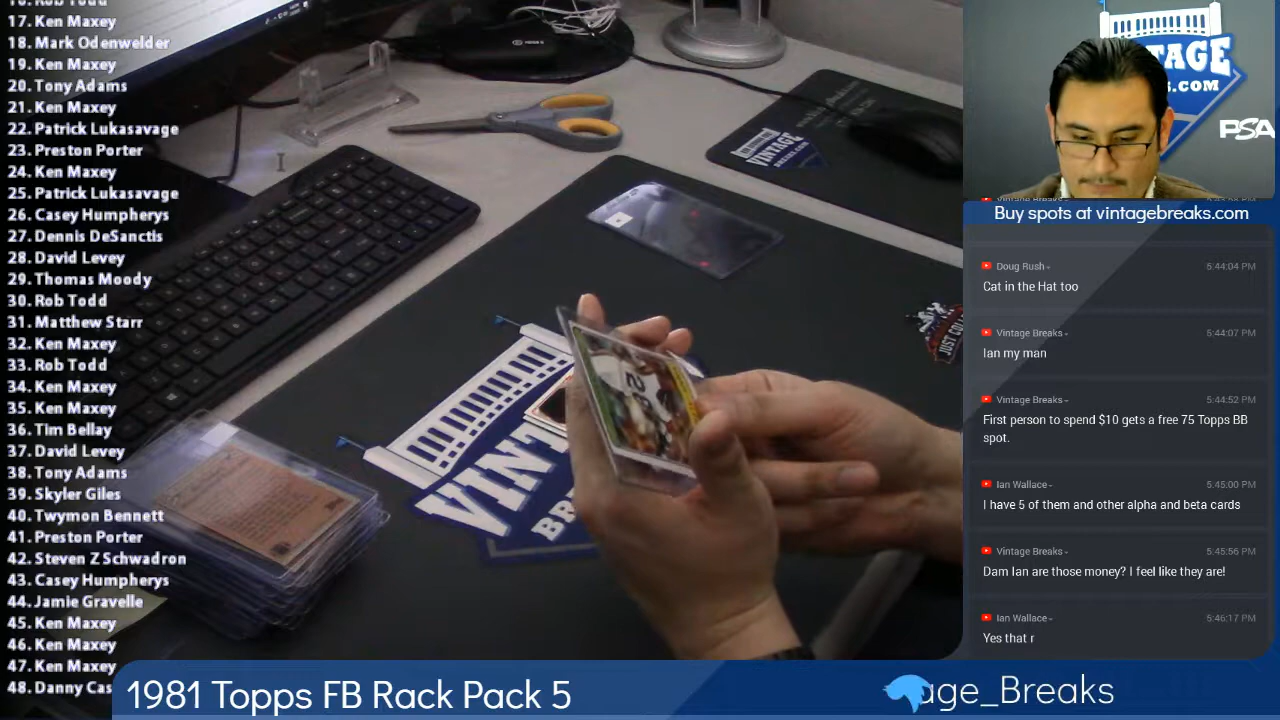 17. Ken Maxey
18. Mark Odenwelder
19. Ken Maxey
20. Tony Adams
21. Ken Maxey
22. Patrick Lukasavage
23. Preston Porter
24. Ken Maxey
25. Patrick Lukasavage
26. Casey Humpherys
27. Dennis DeSanctis
28. David Levey
29. Thomas Moody
30. Rob Todd
31. Matthew Starr
32. Ken Maxey
33. Rob Todd
34. Ken Maxey
35. Ken Maxey
36. Tim Bellay
37. David Levey
38. Tony Adams
39. Skyler Giles
40. Twymon Bennett
41. Preston Porter
42. Steven Z Schwadron
43. Casey Humpherys
44. Jamie Gravelle
45. Ken Maxey
46. Ken Maxey
47. Ken Maxey
48. Danny Cas
VINTAGE
JUST COLL
VINT
BR
PSA
Buy spots at vintagebreaks.com
Doug Rush 5:44:04 PM
Cat in the Hat too
Vintage Breaks 5:44:07 PM
Ian my man
Vintage Breaks 5:44:52 PM
First person to spend $10 gets a free 75 Topps BB
spot.
Ian Wallace 5:45:00 PM
I have 5 of them and other alpha and beta cards
Vintage Breaks 5:45:56 PM
Dam Ian are those money? I feel like they are!
Ian Wallace 5:46:17 PM
Yes that r
1981 Topps FB Rack Pack 5
age_Breaks